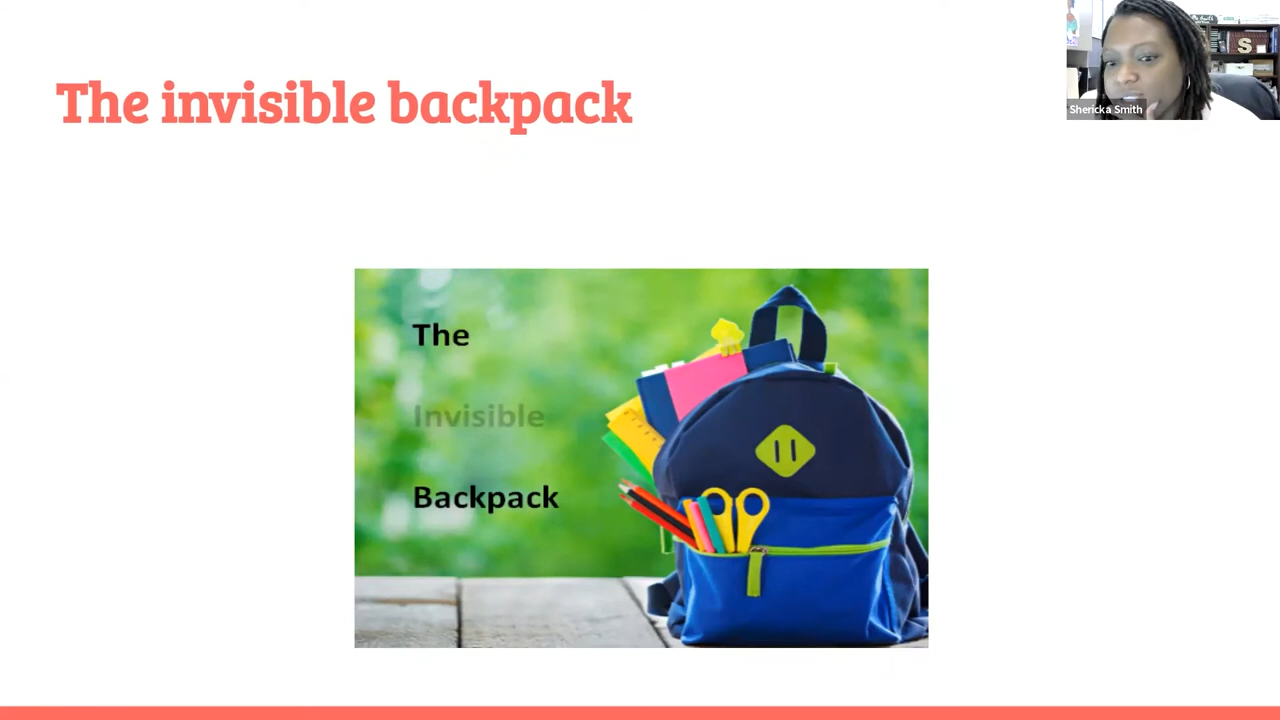 The invisible backpack
Shericka Smith
The
Invisible
Backpack
S